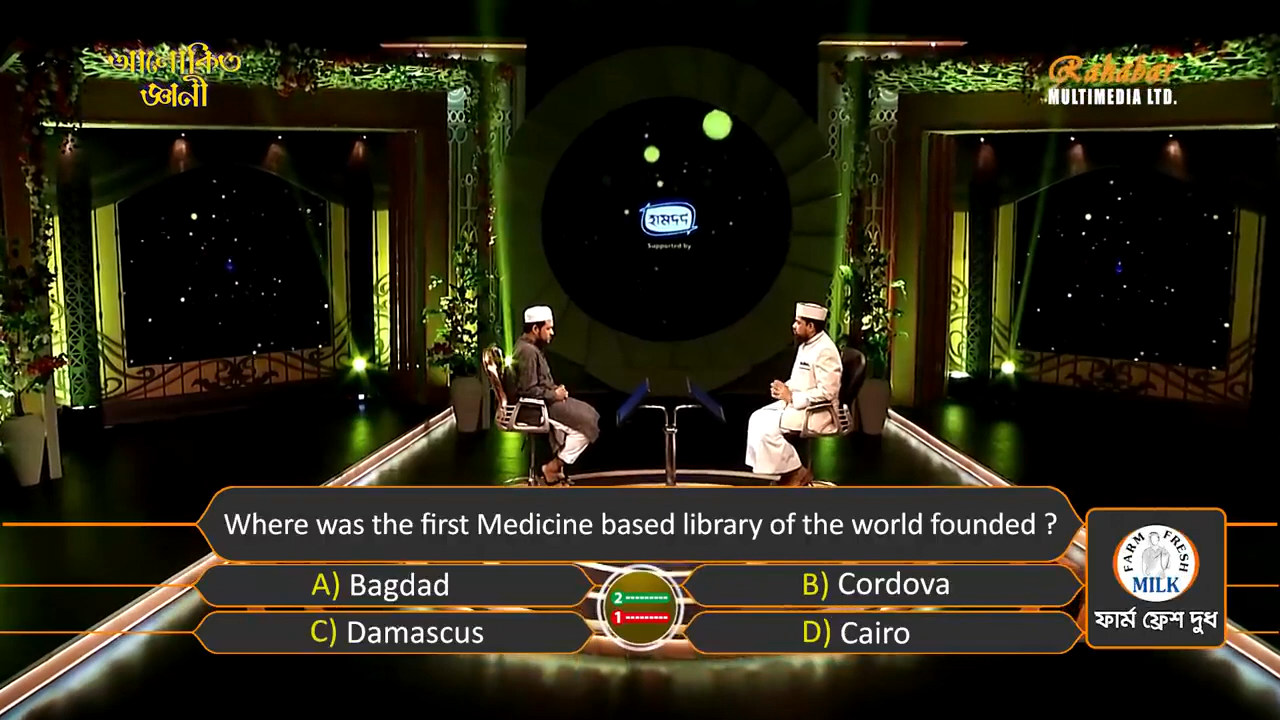 আলোকিত
জ্ঞানী
Rahabar
MULTIMEDIA LTD.
হামদর্দ
Supported by
Where was the first Medicine based library of the world founded ?
A) Bagdad
B) Cordova
2 ---------
1 ---------
C) Damascus
D) Cairo
FARM FRESH
MILK
ফার্ম ফ্রেশ দুধ